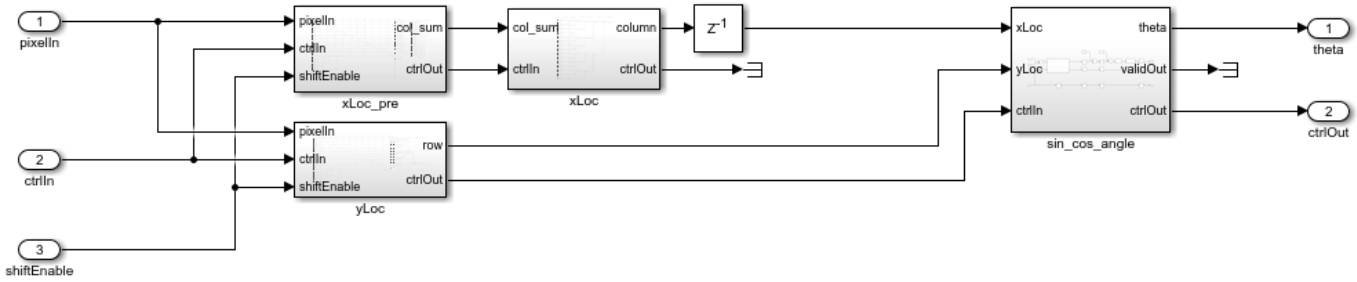 1
pixelIn
2
ctrlIn
3
shiftEnable
pixelIn
ctrlIn
shiftEnable
col_sum
ctrlOut
xLoc_pre
col_sum
ctrlIn
column
ctrlOut
xLoc
z-1
pixelIn
ctrlIn
shiftEnable
row
ctrlOut
yLoc
xLoc
yLoc
ctrlIn
theta
validOut
ctrlOut
sin_cos_angle
1
theta
2
ctrlOut